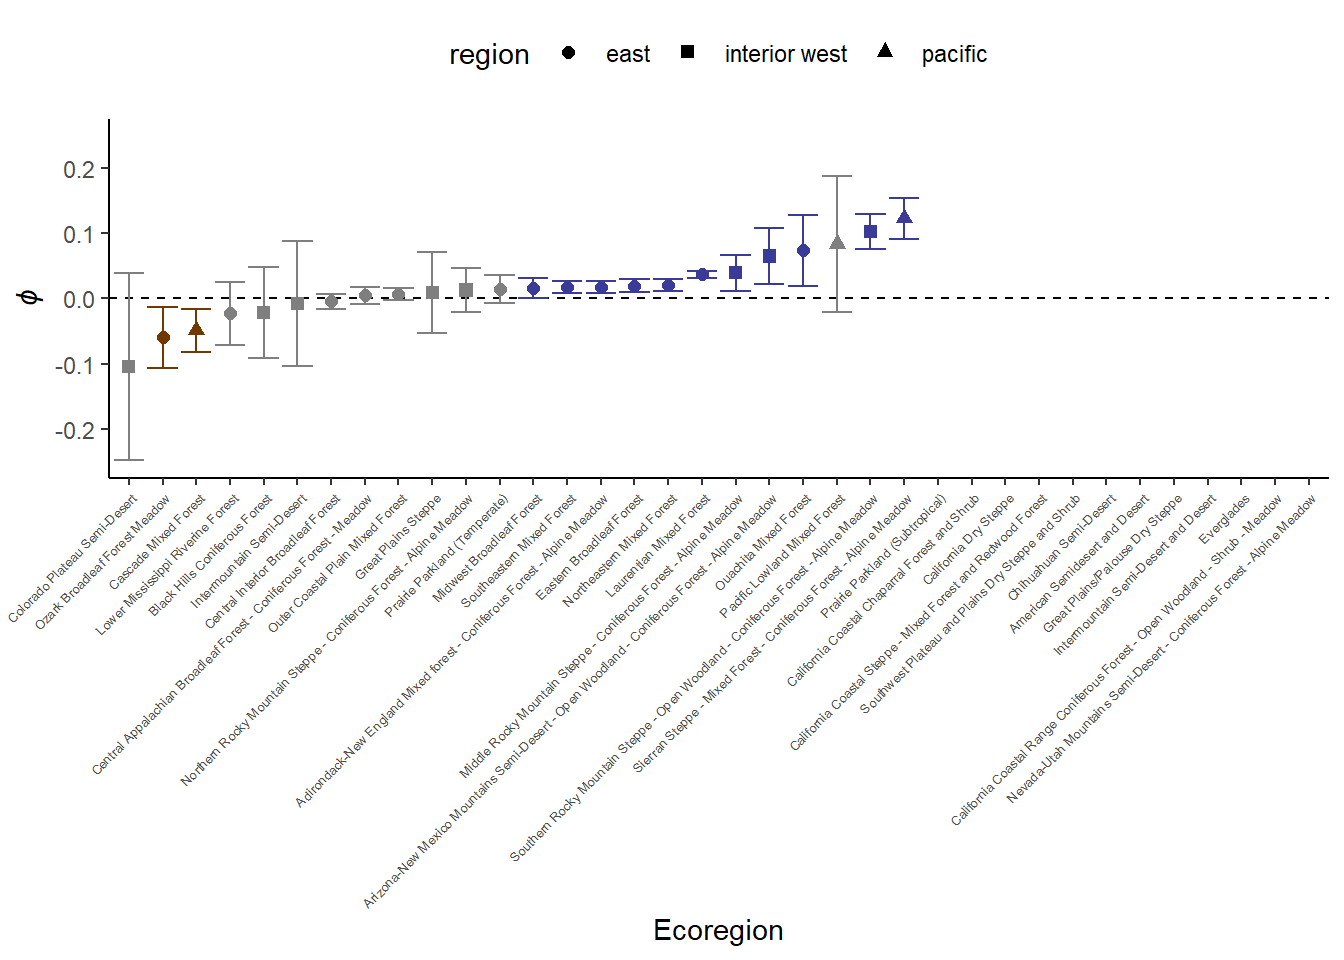 region east interior west pacific
ϕ
0.2
0.1
0.0
-0.1
-0.2
Colorado Plateau Semi-Desert
Ozark Broadleaf Forest Meadow
Cascade Mixed Forest
Lower Mississippi Riverine Forest
Black Hills Coniferous Forest
Intermountain Semi-Desert
Central Interior Broadleaf Forest
Central Appalachian Broadleaf Forest - Coniferous Forest - Meadow
Outer Coastal Plain Mixed Forest
Great Plains Steppe
Northern Rocky Mountain Steppe - Coniferous Forest - Alpine Meadow
Prairie Parkland (Temperate)
Midwest Broadleaf Forest
Southeastern Mixed Forest
Adirondack-New England Mixed forest - Coniferous Forest - Alpine Meadow
Eastern Broadleaf Forest
Northeastern Mixed Forest
Laurentian Mixed Forest
Middle Rocky Mountain Steppe - Coniferous Forest - Alpine Meadow
Arizona-New Mexico Mountains Semi-Desert - Open Woodland - Coniferous Forest - Alpine Meadow
Ouachita Mixed Forest
Pacific Lowland Mixed Forest
Southern Rocky Mountain Steppe - Open Woodland - Coniferous Forest - Alpine Meadow
Sierran Steppe - Mixed Forest - Coniferous Forest - Alpine Meadow
Prairie Parkland (Subtropical)
California Coastal Chaparral Forest and Shrub
California Dry Steppe
California Coastal Steppe - Mixed Forest and Redwood Forest
Southwest Plateau and Plains Dry Steppe and Shrub
Chihuahuan Semi-Desert
American Semidesert and Desert
Great Plains/Palouse Dry Steppe
Intermountain Semi-Desert and Desert
Everglades
California Coastal Range Coniferous Forest - Open Woodland - Shrub - Meadow
Nevada-Utah Mountains Semi-Desert - Coniferous Forest - Alpine Meadow
Ecoregion